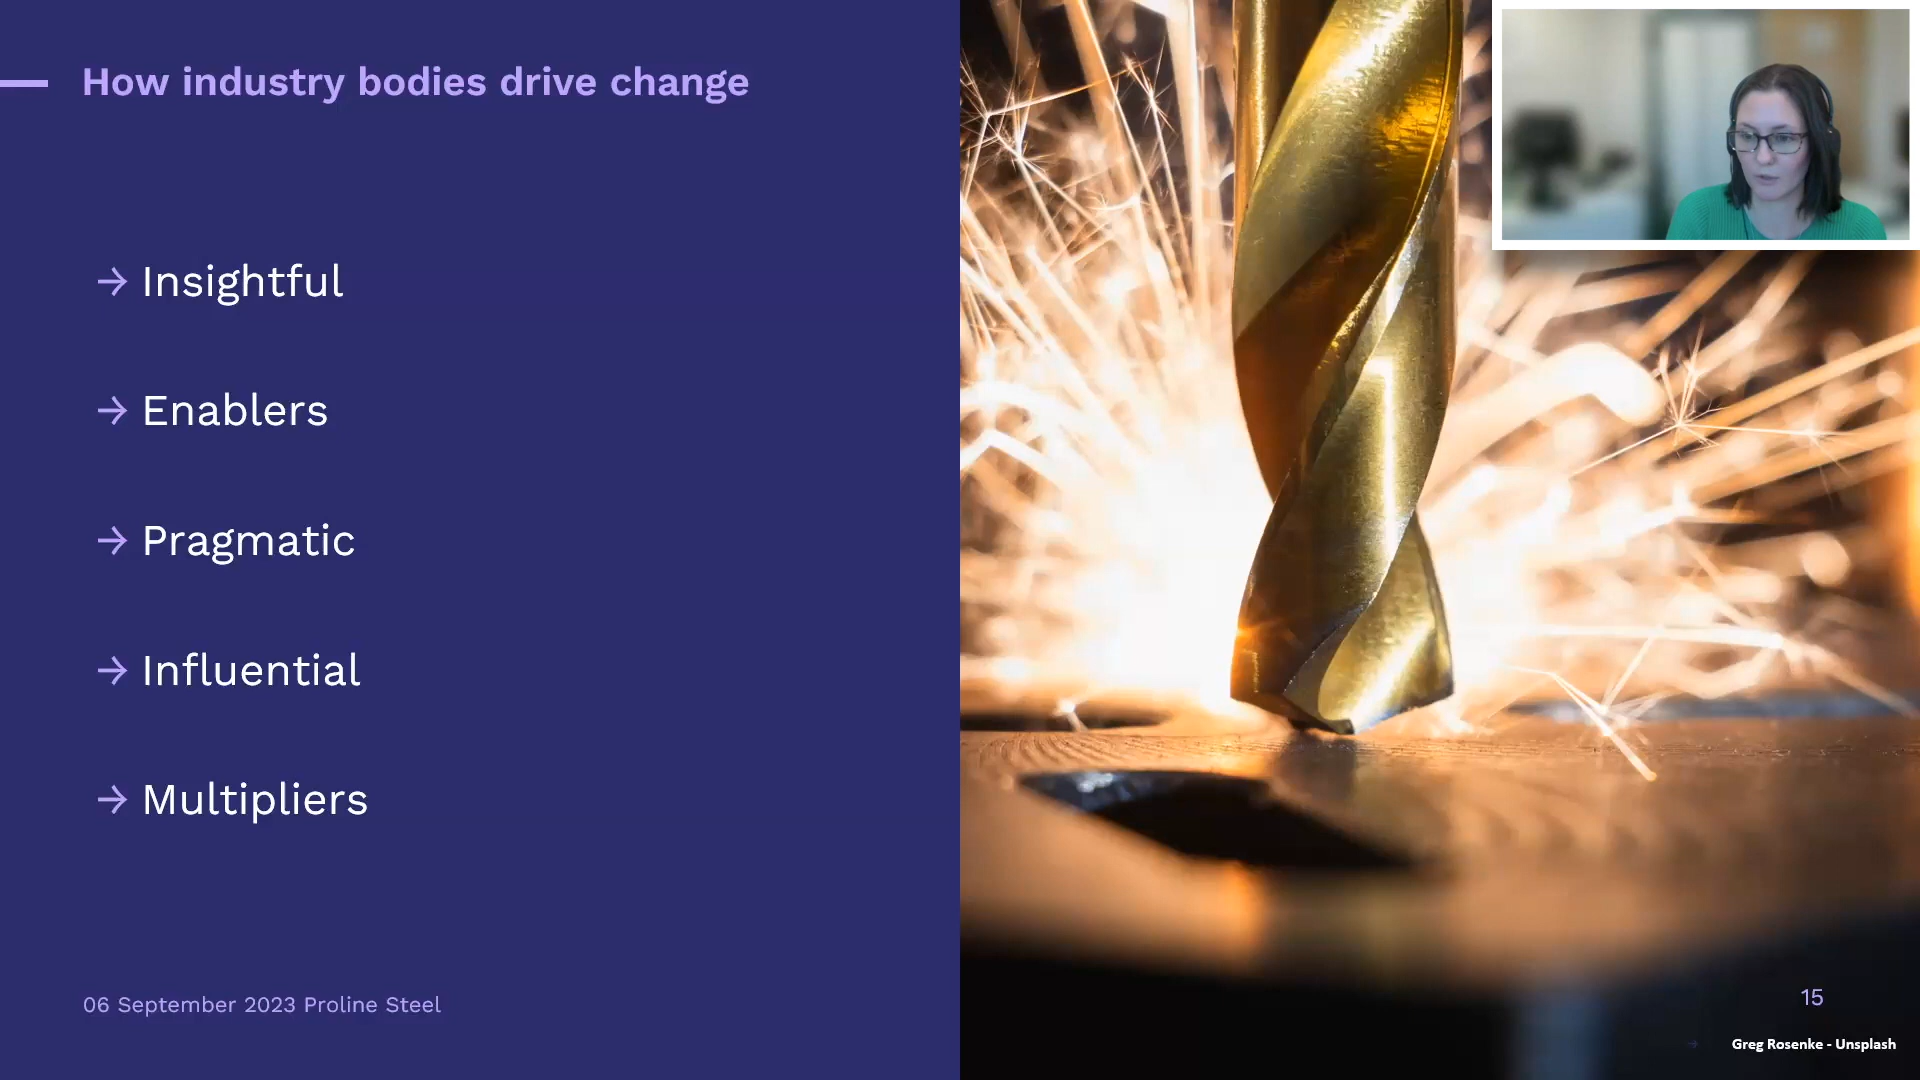 How industry bodies drive change
→ Insightful
→ Enablers
→ Pragmatic
→ Influential
→ Multipliers
06 September 2023 Proline Steel
15
→ Greg Rosenke - Unsplash